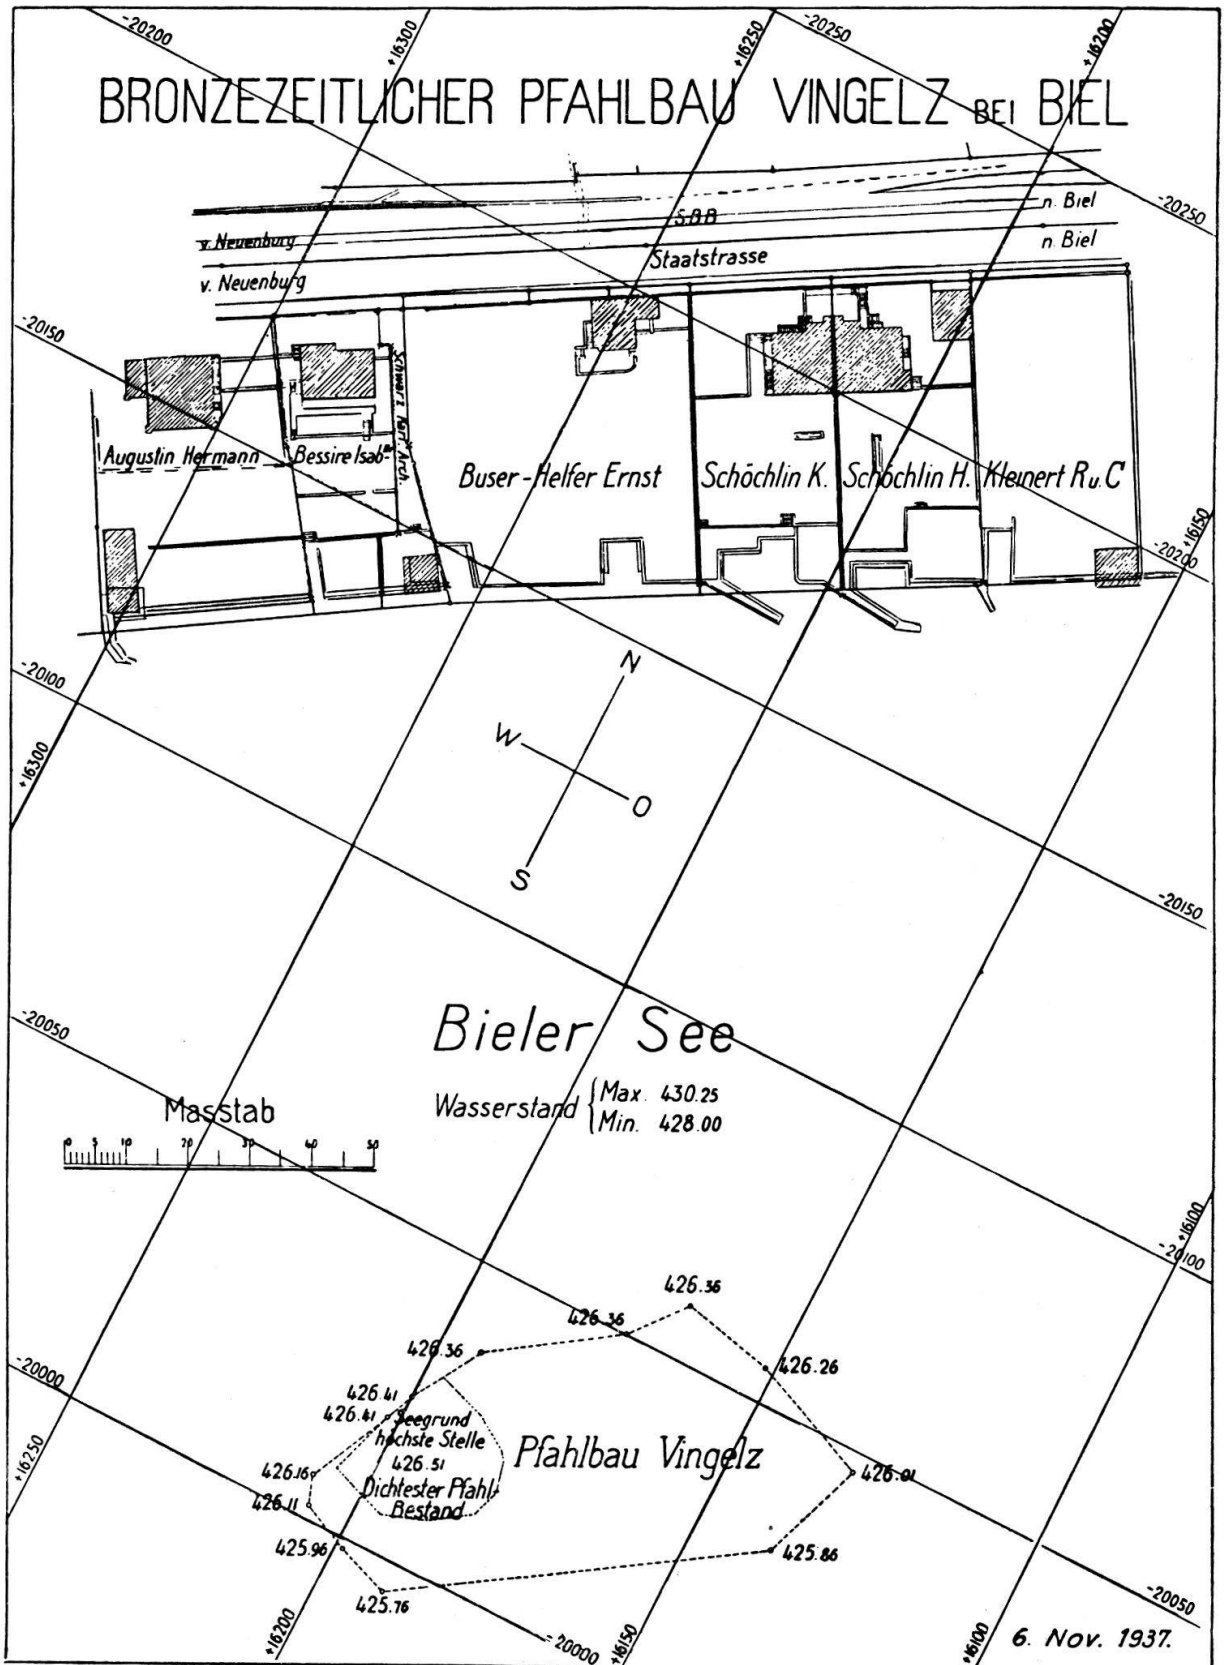 -20200
+16300
+16250
-20250
+16200
BRONZEZEITLICHER PFAHLBAU VINGELZ BEI BIEL
-20250
S.B.B
n. Biel
v. Neuenburg
n. Biel
Staatstrasse
v. Neuenburg
-20150
Schwarz Karl. Arch.
Augustin Hermann
Bessire Isab-
Buser-Helfer Ernst
Schöchlin K.
Schöchlin H.
Kleinert R u. C
+16150
-20200
-20100
N
W
O
S
+16300
-20150
Bieler See
-20050
Wasserstand
Max. 430.25
Min. 428.00
Masstab
0 5 10 20 30 40 50
+16100
-20100
426.36
426.36
426.36
426.26
-20000
426.41
426.41
Seegrund
höchste Stelle
426.51
Dichtester Pfahl-
Bestand
Pfahlbau Vingelz
+16250
426.16
426.01
426.11
425.96
425.86
425.76
-20050
+16200
-20000
+16150
+16100
6. Nov. 1937.